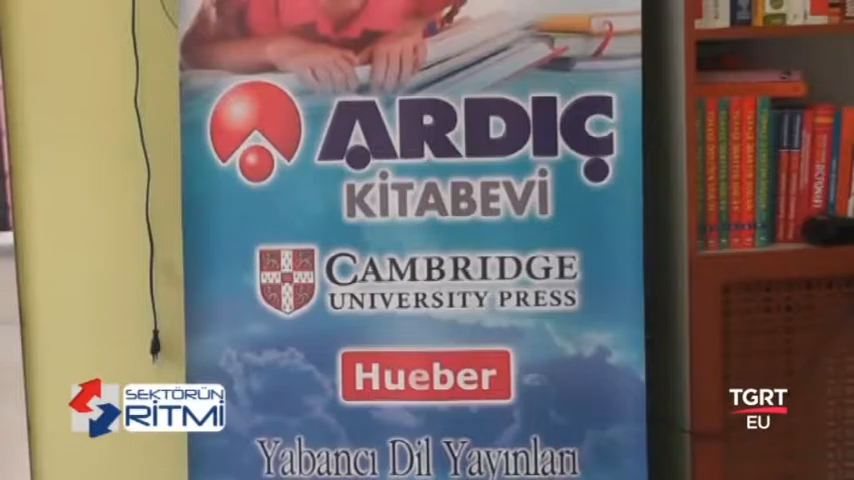 ARDIÇ
KİTABEVİ
CAMBRIDGE
UNIVERSITY PRESS
Hueber
Yabancı Dil Yayınları
SEKTÖRÜN
RİTMİ
TGRT
EU